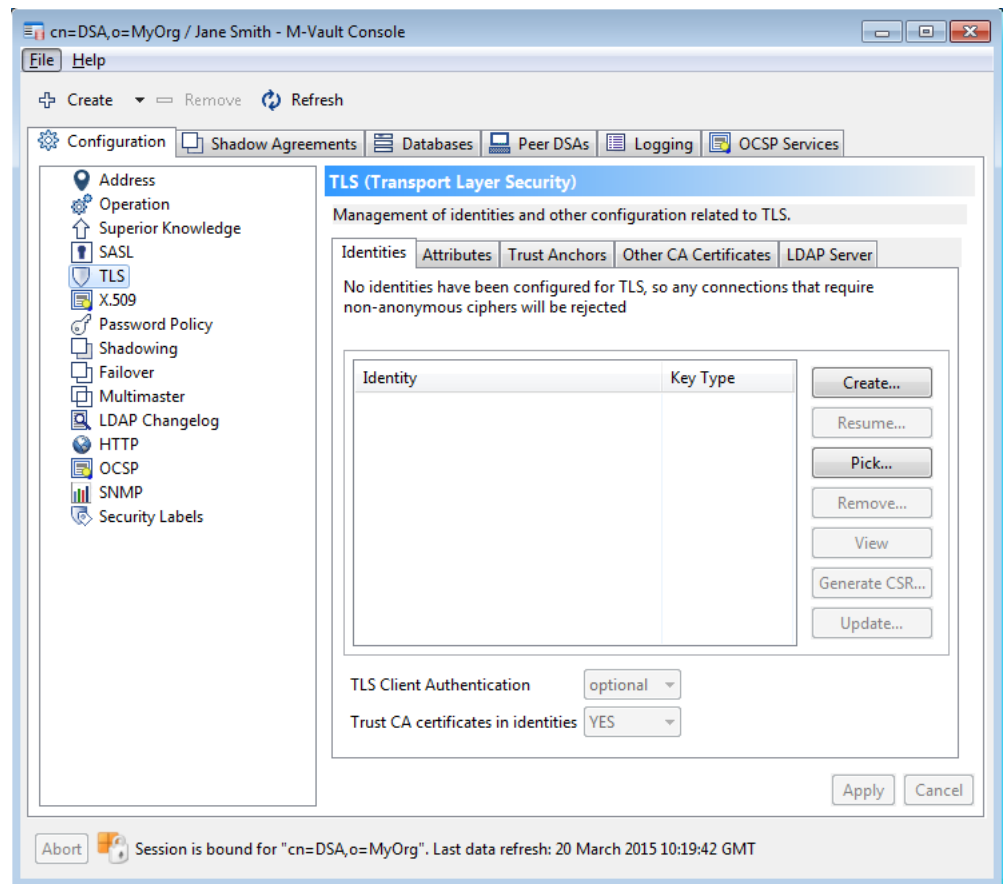 cn=DSA,o=MyOrg / Jane Smith - M-Vault Console
File Help
Create Remove Refresh
Configuration Shadow Agreements Databases Peer DSAs Logging OCSP Services
Address
Operation
Superior Knowledge
SASL
TLS
X.509
Password Policy
Shadowing
Failover
Multimaster
LDAP Changelog
HTTP
OCSP
SNMP
Security Labels
TLS (Transport Layer Security)
Management of identities and other configuration related to TLS.
Identities Attributes Trust Anchors Other CA Certificates LDAP Server
No identities have been configured for TLS, so any connections that require
non-anonymous ciphers will be rejected
Identity Key Type
Create...
Resume...
Pick...
Remove...
View
Generate CSR...
Update...
TLS Client Authentication optional
Trust CA certificates in identities YES
Apply Cancel
Abort Session is bound for "cn=DSA,o=MyOrg". Last data refresh: 20 March 2015 10:19:42 GMT